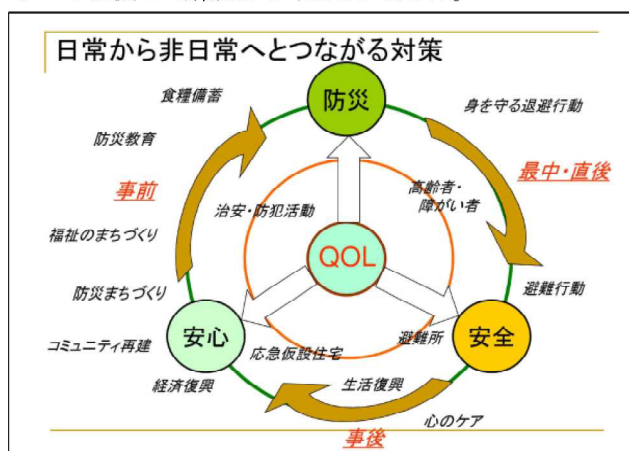 日常から非日常へとつながる対策
食糧備蓄
防災
身を守る退避行動
防災教育
最中・直後
事前
高齢者・
障がい者
治安・防犯活動
福祉のまちづくり
QOL
防災まちづくり
避難行動
コミュニティ再建
安心
応急仮設住宅
避難所
安全
経済復興
生活復興
心のケア
事後